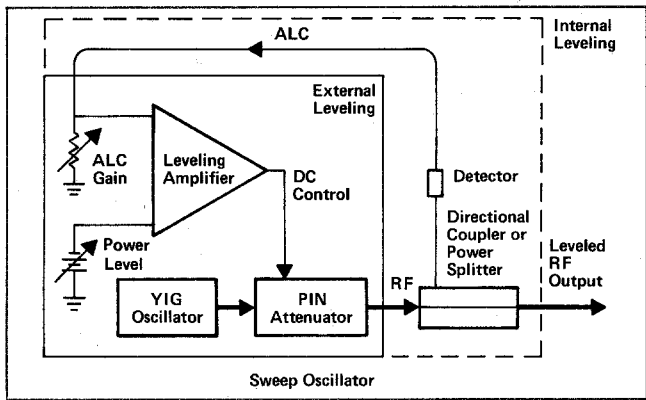 ALC
Internal
Leveling
External
Leveling
ALC
Gain
Leveling
Amplifier
DC
Control
Detector
Directional
Coupler or
Power
Splitter
Leveled
RF
Output
Power
Level
YIG
Oscillator
PIN
Attenuator
RF
Sweep Oscillator